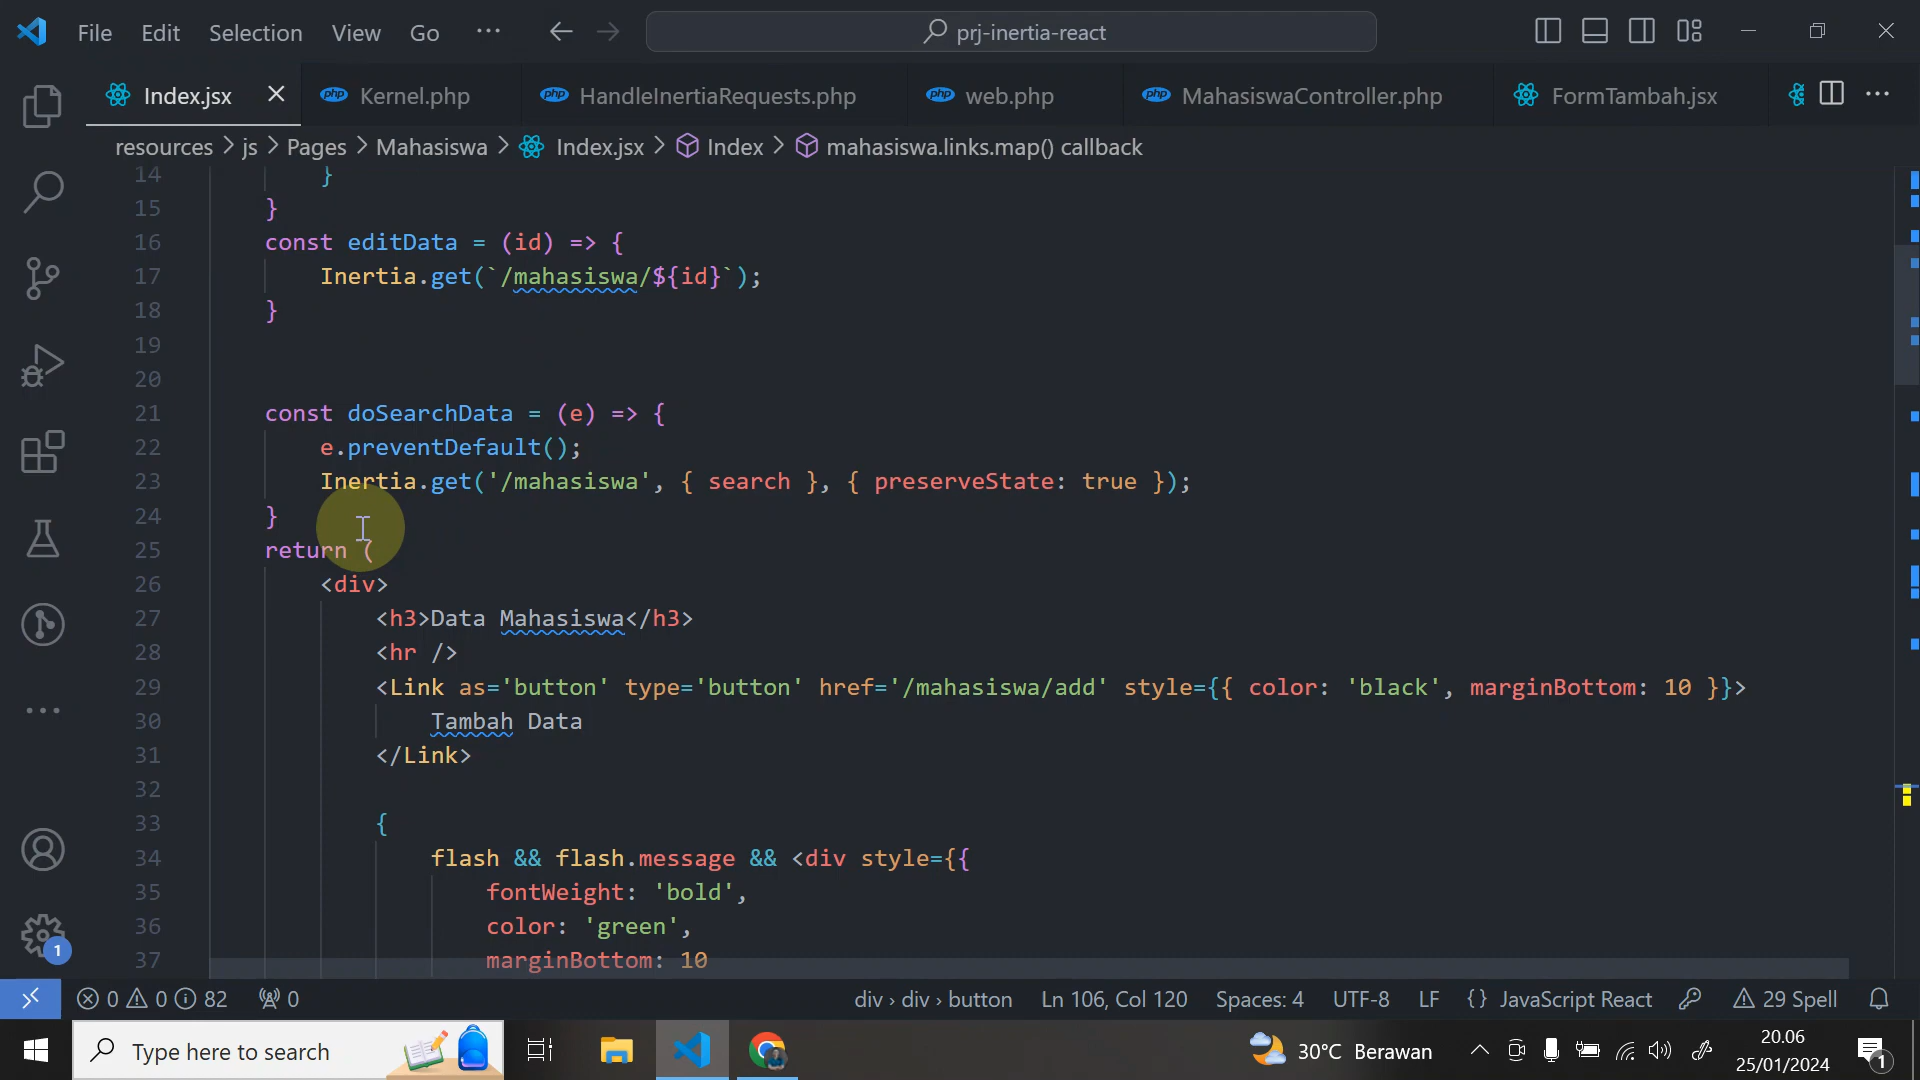 File Edit Selection View Go ··· prj-inertia-react
Index.jsx Kernel.php HandleInertiaRequests.php web.php MahasiswaController.php FormTambah.jsx
resources > js > Pages > Mahasiswa > Index.jsx > Index > mahasiswa.links.map() callback
14 }
15 }
16 const editData = (id) => {
17 Inertia.get(`/mahasiswa/${id}`);
18 }
19
20
21 const doSearchData = (e) => {
22 e.preventDefault();
23 Inertia.get('/mahasiswa', { search }, { preserveState: true });
24 }
25 return (
26 <div>
27 <h3>Data Mahasiswa</h3>
28 <hr />
29 <Link as='button' type='button' href='/mahasiswa/add' style={{ color: 'black', marginBottom: 10 }}>
30 Tambah Data
31 </Link>
32
33 {
34 flash && flash.message && <div style={{
35 fontWeight: 'bold',
36 color: 'green',
37 marginBottom: 10
1
0 0 82 0 div › div › button Ln 106, Col 120 Spaces: 4 UTF-8 LF {} JavaScript React 29 Spell
Type here to search 30°C Berawan 20.06
25/01/2024 1